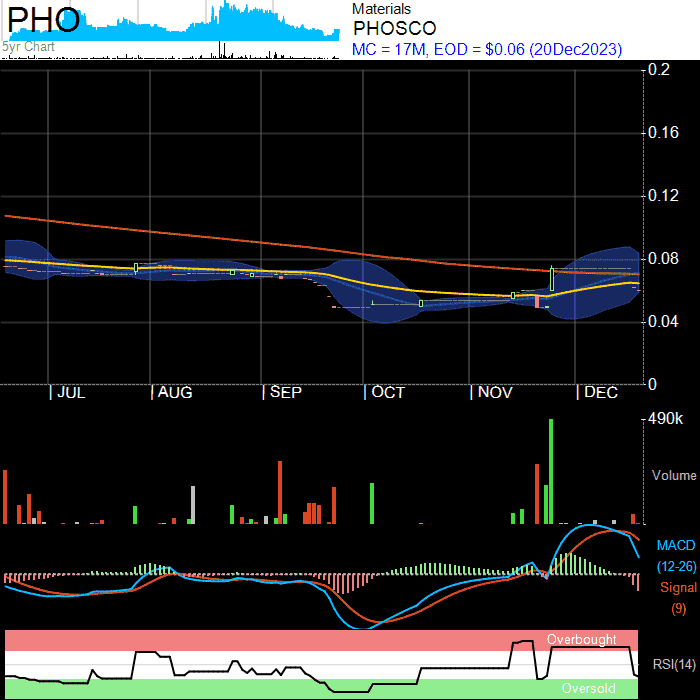 PHO
5yr Chart
Materials
PHOSCO
MC = 17M, EOD = $0.06 (20Dec2023)
0.2
0.16
0.12
0.08
0.04
0
| JUL | AUG | SEP | OCT | NOV | DEC
490k
Volume
MACD
(12-26)
Signal
(9)
Overbought
RSI(14)
Oversold